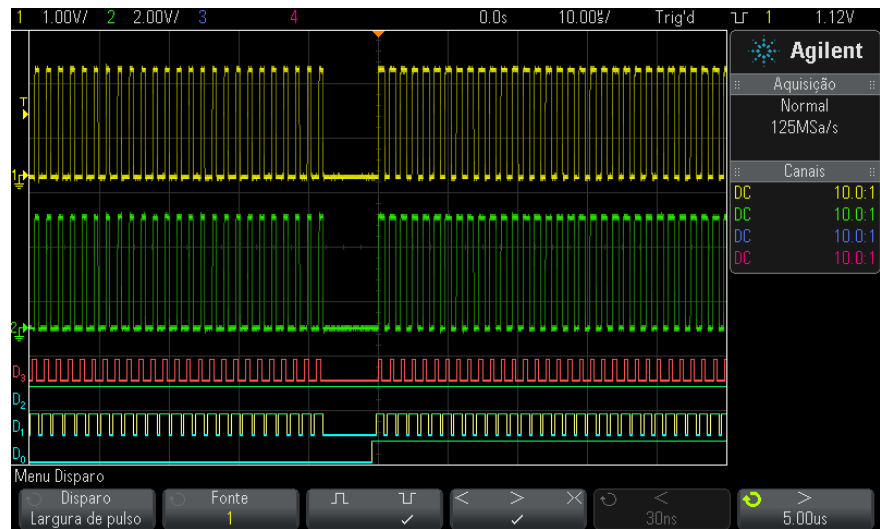 1 1.00V/ 2 2.00V/ 3 4 0.0s 10.00µs/ Trig'd 1 1.12V
Agilent
Aquisição
Normal
125MSa/s
Canais
DC 10.0:1
DC 10.0:1
DC 10.0:1
DC 10.0:1
T
1
2
D3
D2
D1
D0
Menu Disparo
Disparo Fonte < > >< < >
Largura de pulso 1 30ns 5.00us